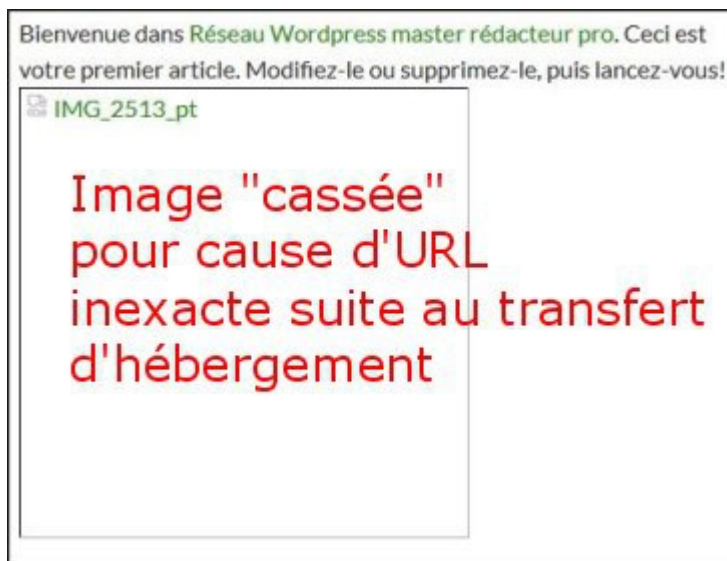 Bienvenue dans Réseau Wordpress master rédacteur pro. Ceci est
votre premier article. Modifiez-le ou supprimez-le, puis lancez-vous!
IMG_2513_pt
Image "cassée"
pour cause d'URL
inexacte suite au transfert
d'hébergement